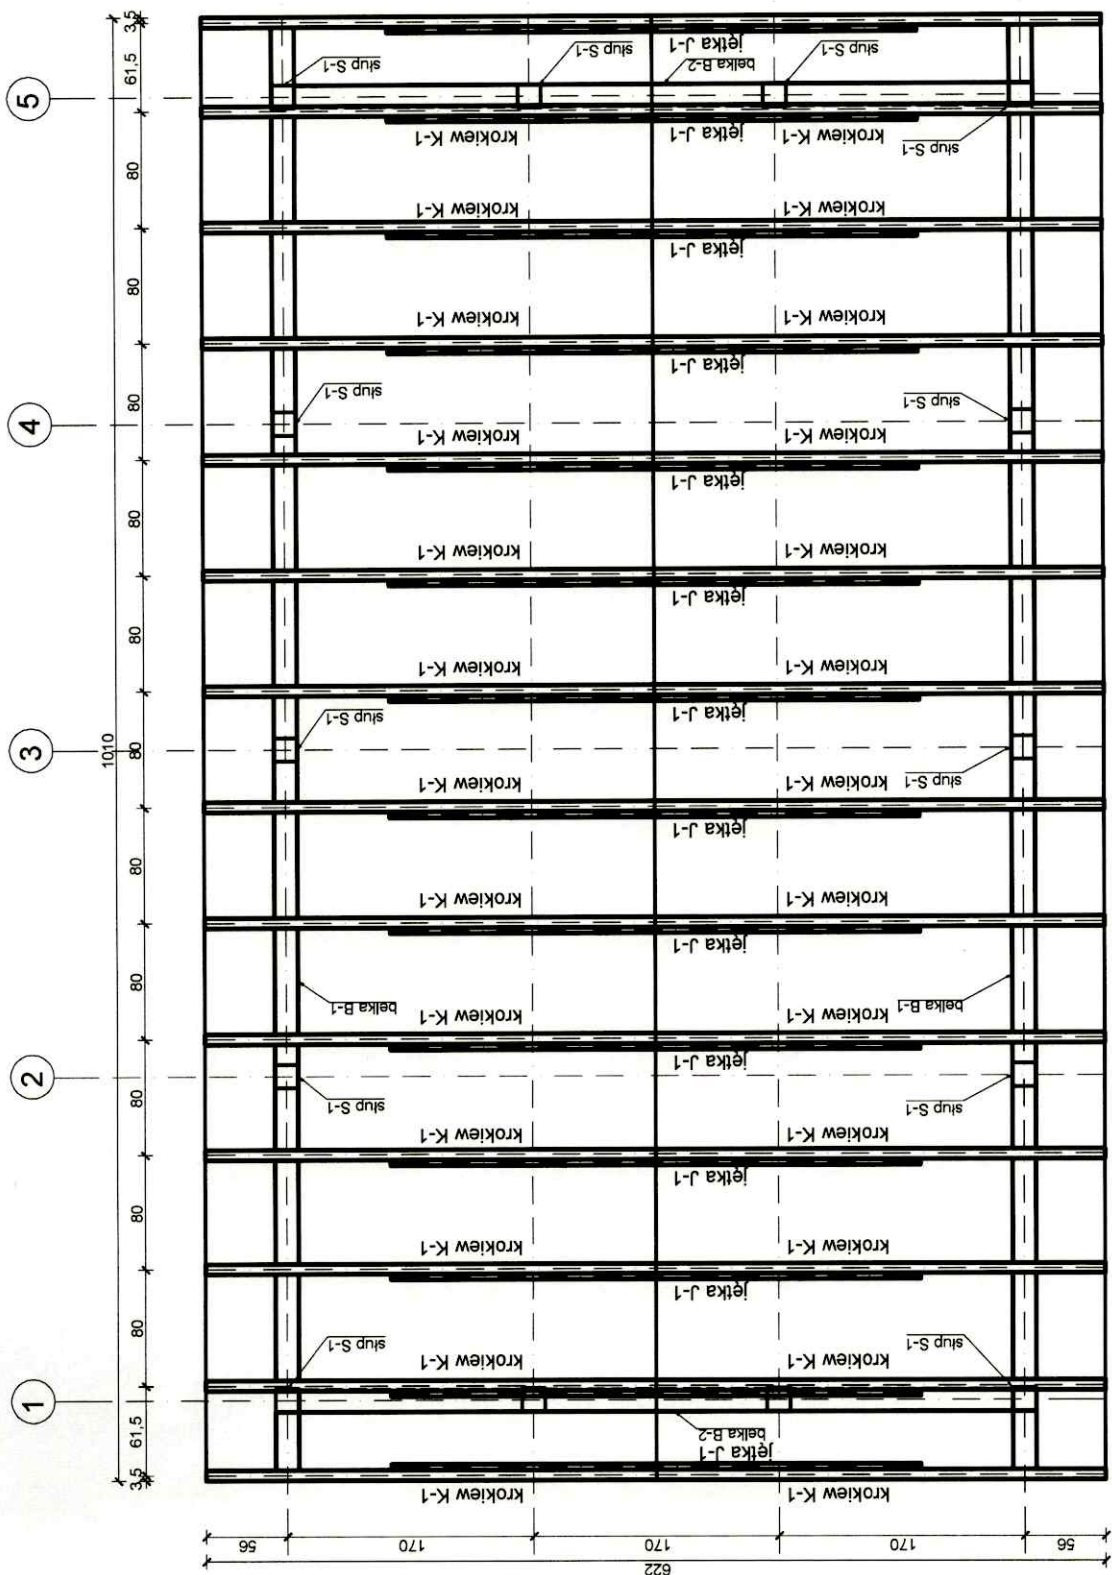 3,5
słup S-1
jętka J-1
słup S-1
61,5
słup S-1
belka B-2
5
krokiew K-1
jętka J-1
krokiew K-1
słup S-1
80
krokiew K-1
krokiew K-1
jętka J-1
80
krokiew K-1
krokiew K-1
jętka J-1
80
słup S-1
słup S-1
4
krokiew K-1
krokiew K-1
jętka J-1
80
krokiew K-1
krokiew K-1
jętka J-1
80
krokiew K-1
krokiew K-1
jętka J-1
słup S-1
3
1010
80
krokiew K-1
krokiew K-1
słup S-1
jętka J-1
80
krokiew K-1
krokiew K-1
jętka J-1
80
belka B-1
belka B-1
krokiew K-1
krokiew K-1
jętka J-1
2
80
słup S-1
słup S-1
krokiew K-1
krokiew K-1
jętka J-1
80
krokiew K-1
krokiew K-1
jętka J-1
80
słup S-1
słup S-1
krokiew K-1
krokiew K-1
1
61,5
belka B-2
jętka J-1
3,5
krokiew K-1
krokiew K-1
56
170
170
170
56
622